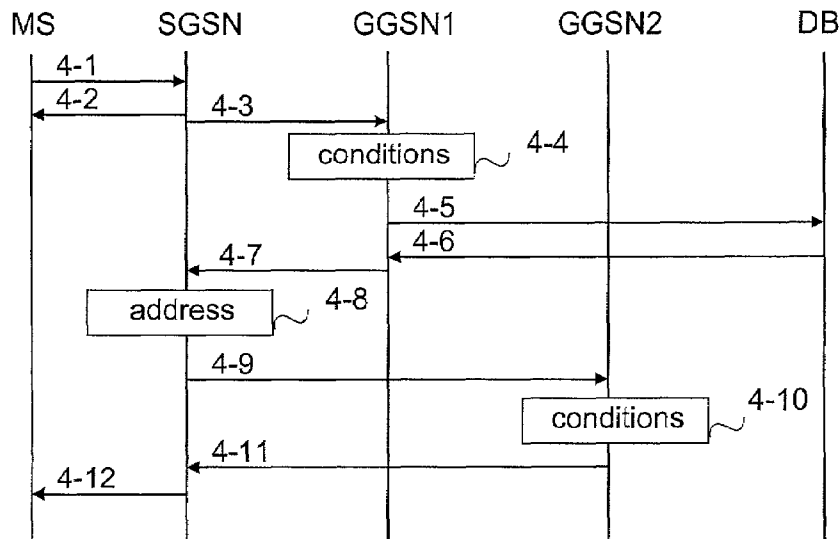 MS SGSN GGSN1 GGSN2 DB
4-1
4-2 4-3
conditions 4-4
4-5
4-7 4-6
address 4-8
4-9
conditions 4-10
4-11
4-12